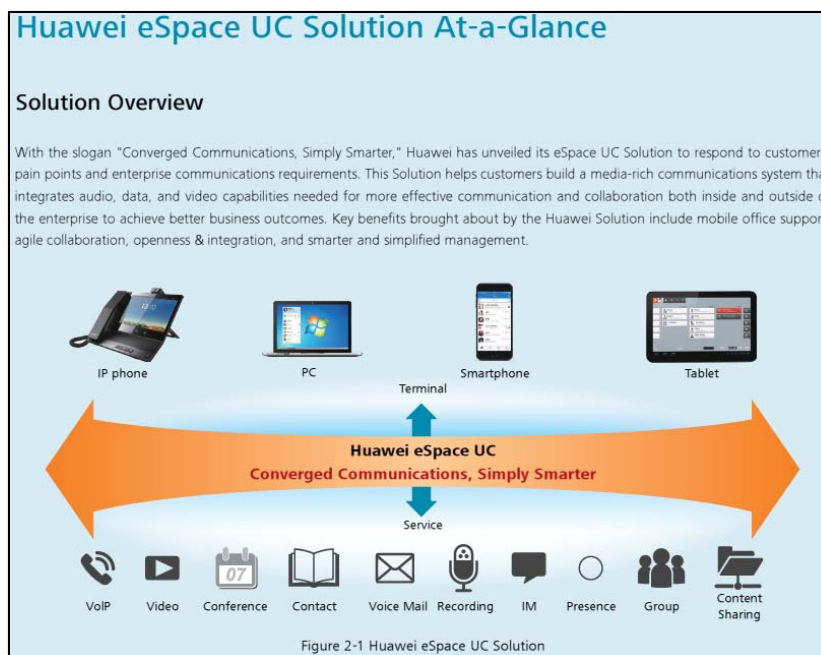 Huawei eSpace UC Solution At-a-Glance
Solution Overview
With the slogan "Converged Communications, Simply Smarter," Huawei has unveiled its eSpace UC Solution to respond to customer
pain points and enterprise communications requirements. This Solution helps customers build a media-rich communications system tha
integrates audio, data, and video capabilities needed for more effective communication and collaboration both inside and outside o
the enterprise to achieve better business outcomes. Key benefits brought about by the Huawei Solution include mobile office suppor
agile collaboration, openness & integration, and smarter and simplified management.
IP phone PC Smartphone Tablet
Terminal
Huawei eSpace UC
Converged Communications, Simply Smarter
Service
07
VoIP Video Conference Contact Voice Mail Recording IM Presence Group Content
Sharing
Figure 2-1 Huawei eSpace UC Solution